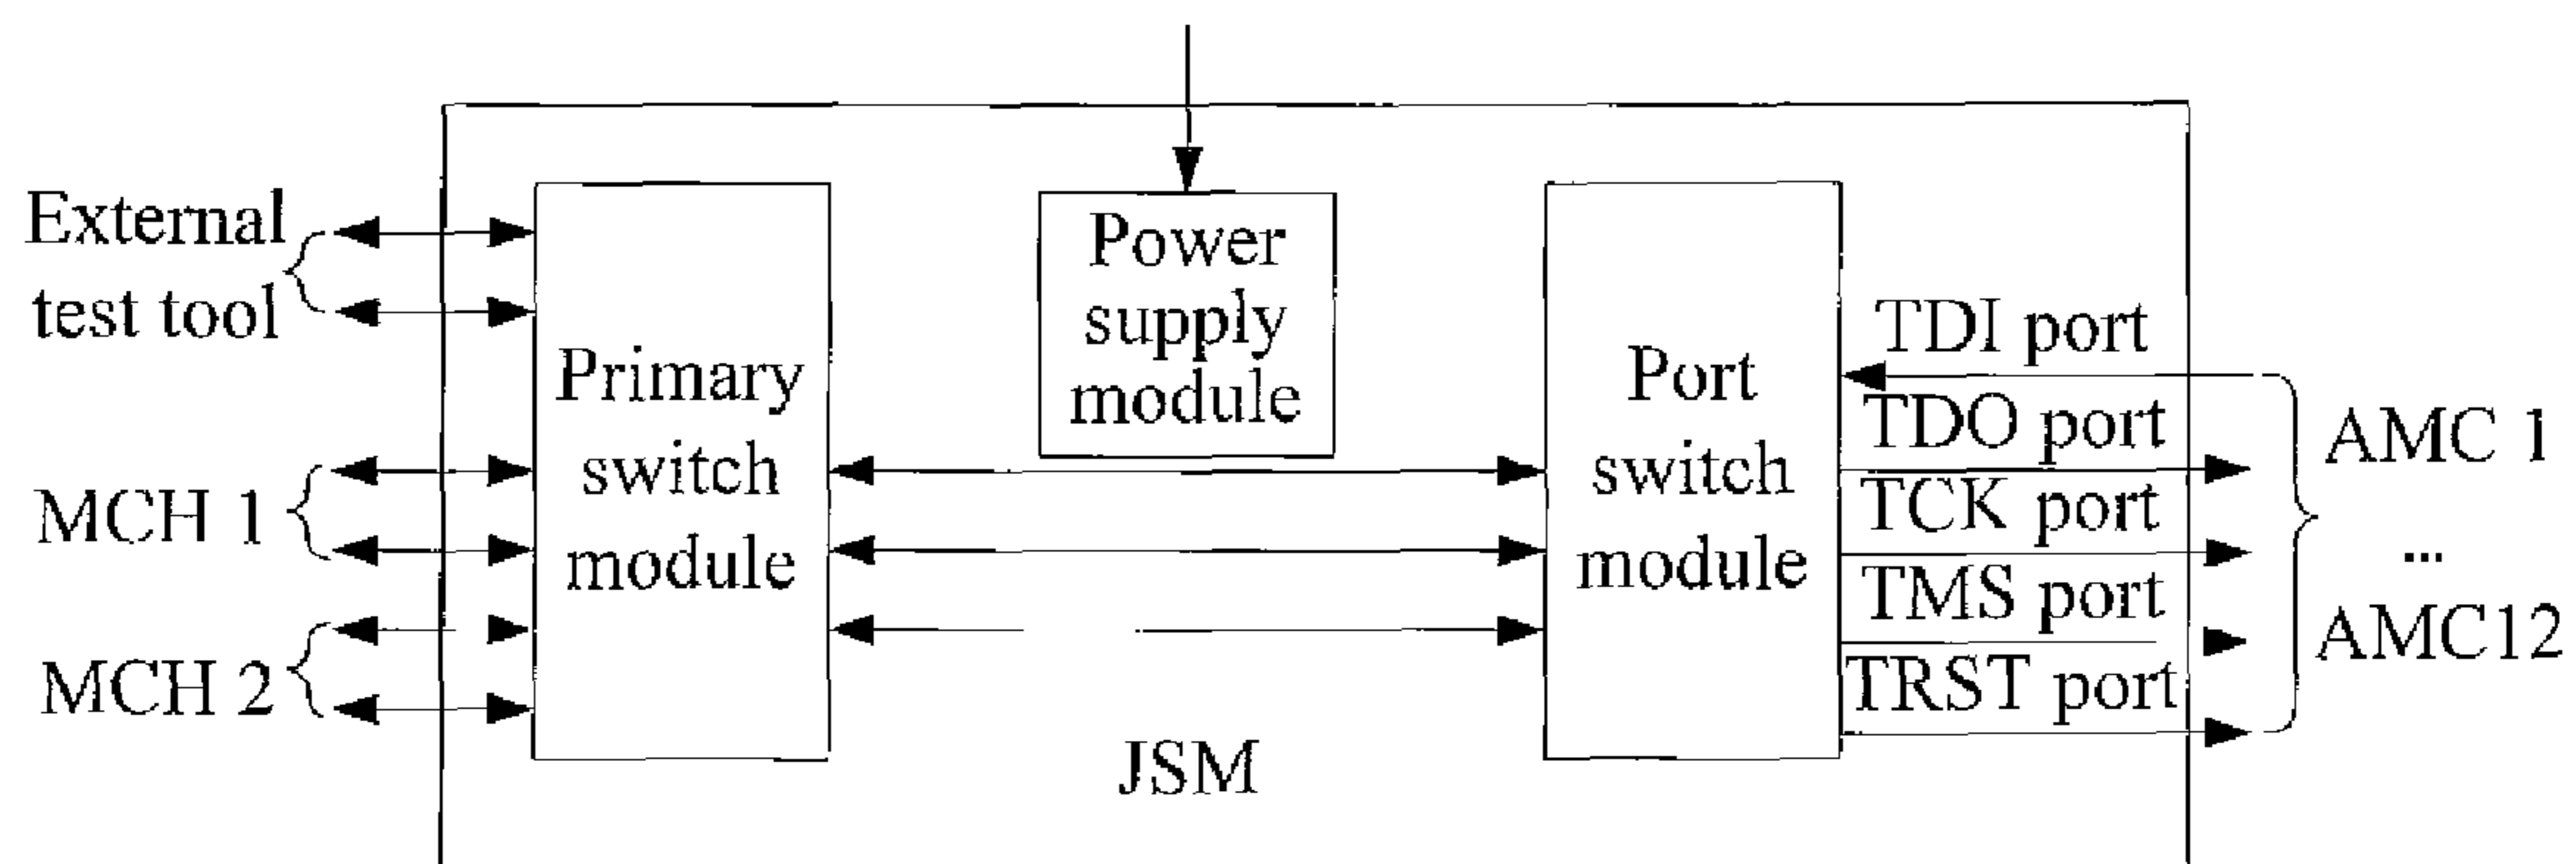 External
test tool
MCH 1
MCH 2
Primary
switch
module
Power
supply
module
JSM
Port
switch
module
TDI port
TDO port
TCK port
TMS port
TRST port
AMC 1
...
AMC12